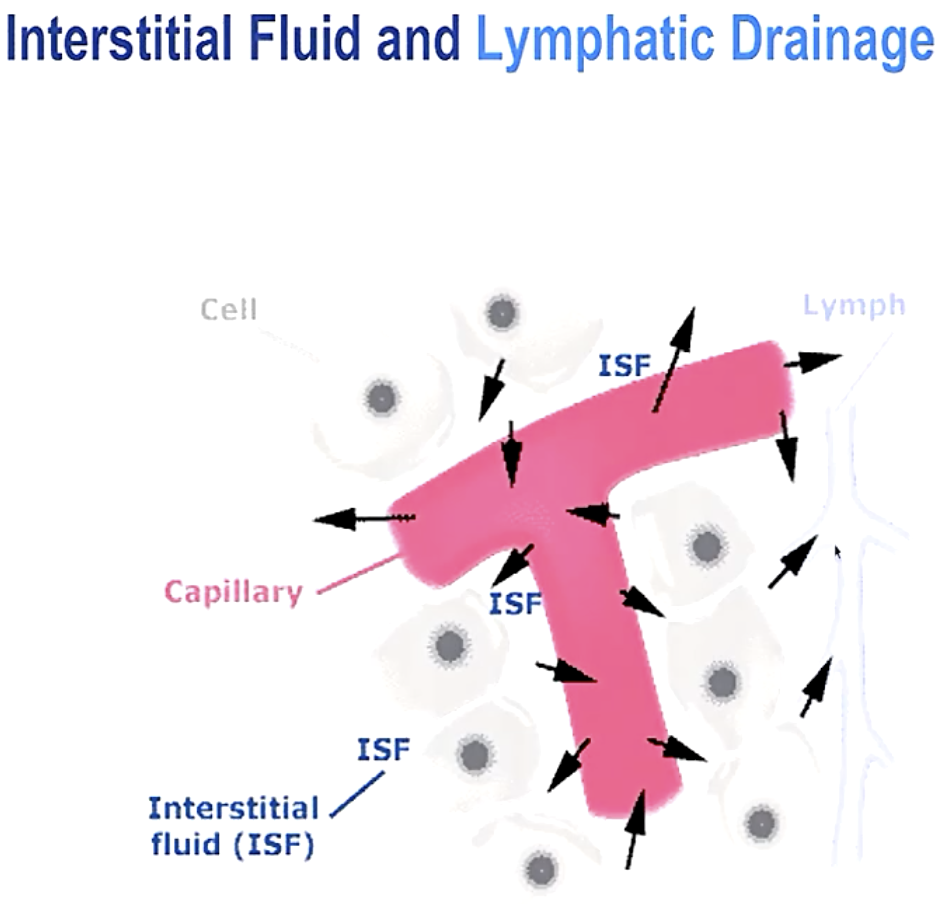 Interstitial Fluid and Lymphatic Drainage
Cell
Lymph
ISF
Capillary
ISF
ISF
Interstitial
fluid (ISF)